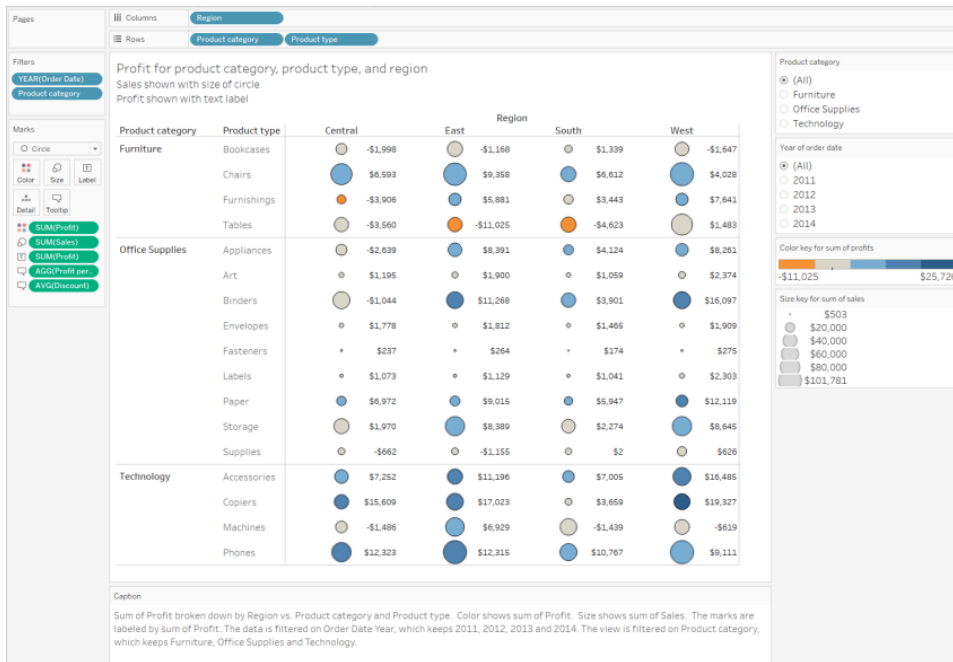 Pages
Columns Region
Rows Product category Product type
Filters
YEAR(Order Date)
Product category
Marks
Circle
Color Size Label
Detail Tooltip
SUM(Profit)
SUM(Sales)
SUM(Profit)
AGG(Profit per..
AVG(Discount)
Profit for product category, product type, and region
Sales shown with size of circle
Profit shown with text label
Region
Product category Product type Central East South West
Furniture Bookcases -$1,998 -$1,168 $1,339 -$1,647
Chairs $6,593 $9,358 $6,612 $4,028
Furnishings -$3,906 $5,881 $3,443 $7,641
Tables -$3,560 -$11,025 -$4,623 $1,483
Office Supplies Appliances -$2,639 $8,391 $4,124 $8,261
Art $1,195 $1,900 $1,059 $2,374
Binders -$1,044 $11,268 $3,901 $16,097
Envelopes $1,778 $1,812 $1,465 $1,909
Fasteners $237 $264 $174 $275
Labels $1,073 $1,129 $1,041 $2,303
Paper $6,972 $9,015 $5,947 $12,119
Storage $1,970 $8,389 $2,274 $8,645
Supplies -$662 -$1,155 $2 $626
Technology Accessories $7,252 $11,196 $7,005 $16,485
Copiers $15,609 $17,023 $3,659 $19,327
Machines -$1,486 $6,929 -$1,439 -$619
Phones $12,323 $12,315 $10,767 $9,111
Product category
(All)
Furniture
Office Supplies
Technology
Year of order date
(All)
2011
2012
2013
2014
Color key for sum of profits
-$11,025
Size key for sum of sales
$503
$20,000
$40,000
$60,000
$80,000
$101,781
Caption
Sum of Profit broken down by Region vs. Product category and Product type. Color shows sum of Profit. Size shows sum of Sales. The marks are
labeled by sum of Profit. The data is filtered on Order Date Year, which keeps 2011, 2012, 2013 and 2014. The view is filtered on Product category,
which keeps Furniture, Office Supplies and Technology.